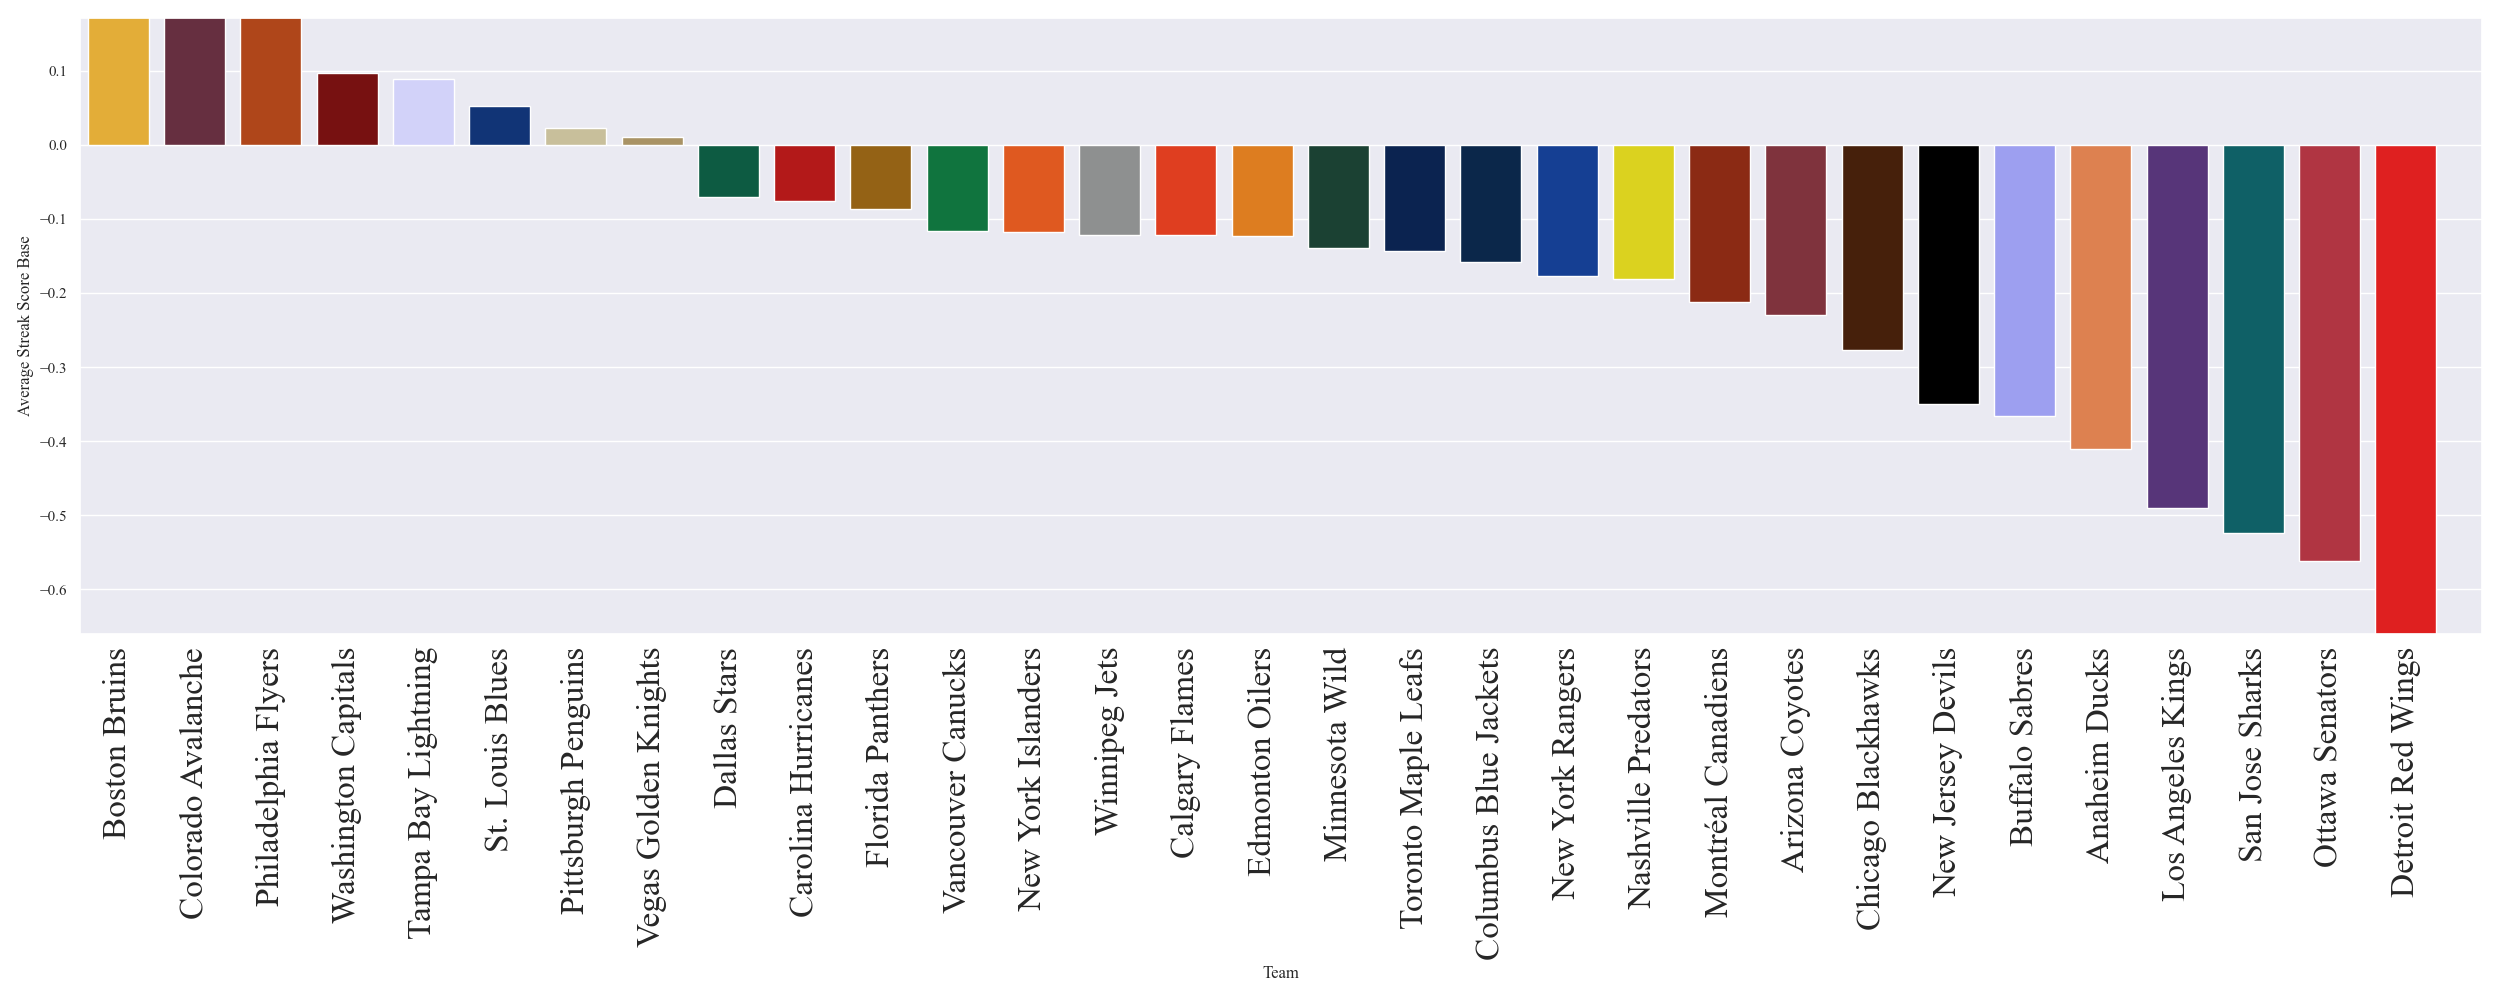 0.1
0.0
−0.1
−0.2
−0.3
−0.4
−0.5
−0.6
Average Streak Score Base
Boston Bruins
Colorado Avalanche
Philadelphia Flyers
Washington Capitals
Tampa Bay Lightning
St. Louis Blues
Pittsburgh Penguins
Vegas Golden Knights
Dallas Stars
Carolina Hurricanes
Florida Panthers
Vancouver Canucks
New York Islanders
Winnipeg Jets
Calgary Flames
Edmonton Oilers
Minnesota Wild
Toronto Maple Leafs
Columbus Blue Jackets
New York Rangers
Nashville Predators
Montréal Canadiens
Arizona Coyotes
Chicago Blackhawks
New Jersey Devils
Buffalo Sabres
Anaheim Ducks
Los Angeles Kings
San Jose Sharks
Ottawa Senators
Detroit Red Wings
Team